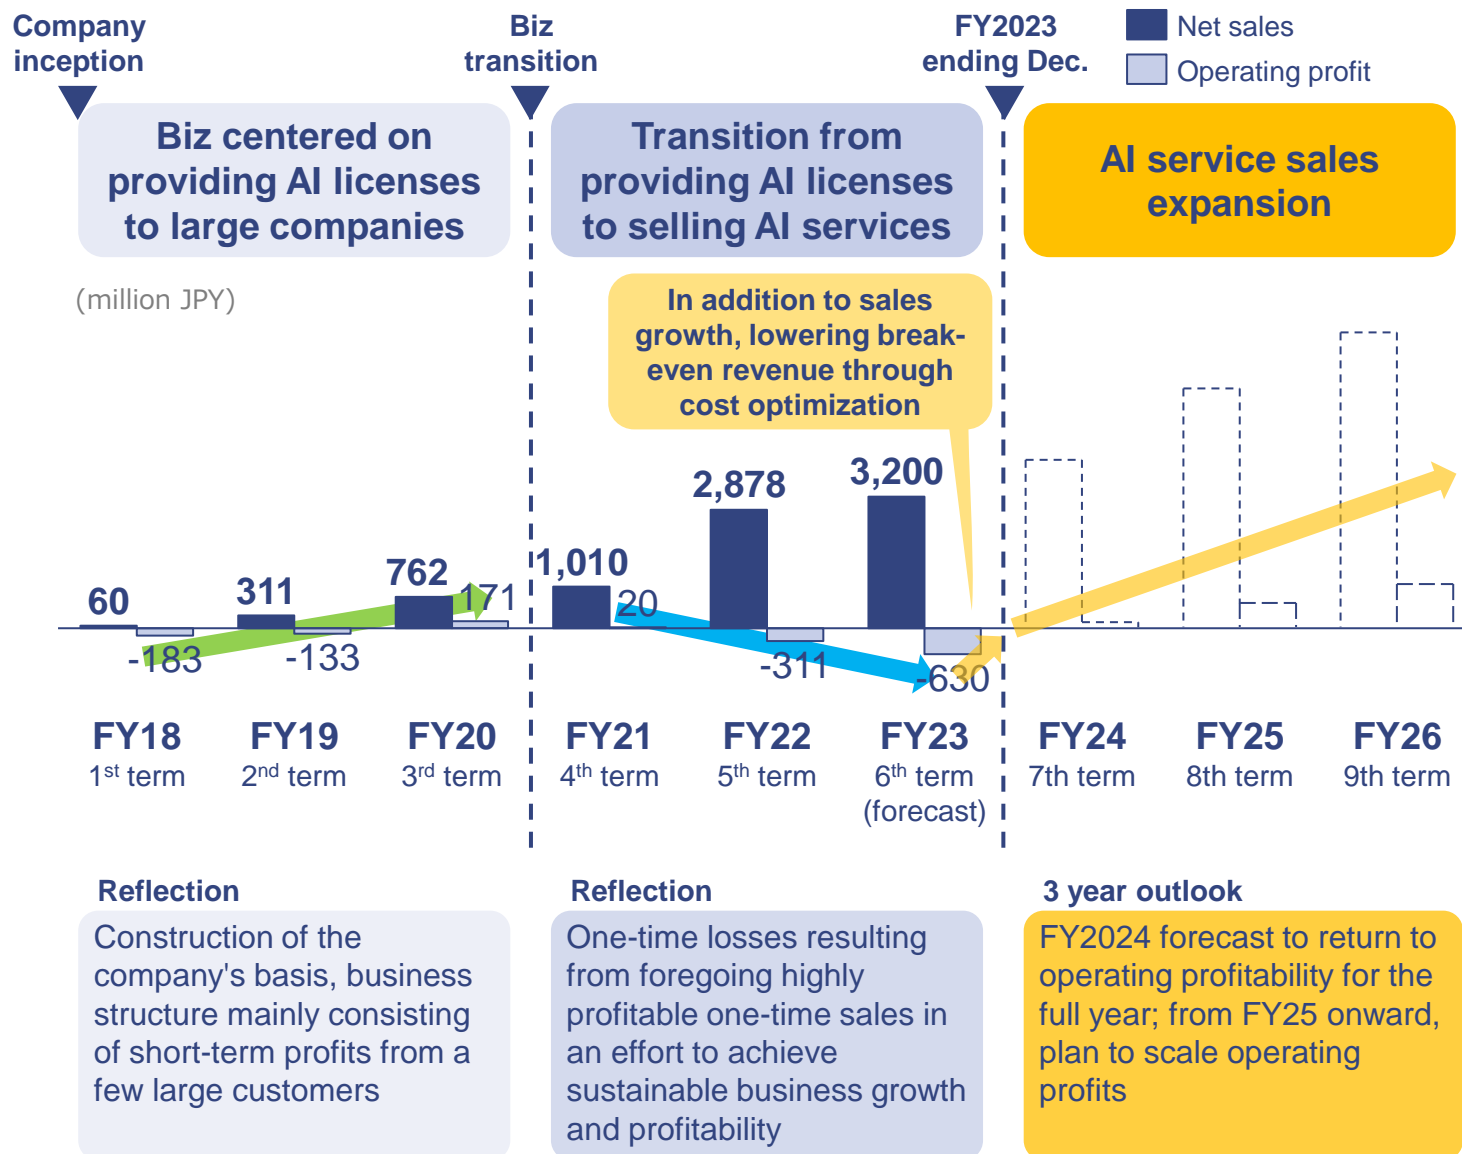 Company
inception
Biz
transition
FY2023
ending Dec.
Net sales
Operating profit
Biz centered on
providing AI licenses
to large companies
Transition from
providing AI licenses
to selling AI services
AI service sales
expansion
(million JPY)
In addition to sales
growth, lowering break-
even revenue through
cost optimization
60
-183
311
-133
762
171
1,010
20
2,878
-311
3,200
-630
FY18
1st term
FY19
2nd term
FY20
3rd term
FY21
4th term
FY22
5th term
FY23
6th term
(forecast)
FY24
7th term
FY25
8th term
FY26
9th term
Reflection
Construction of the
company's basis, business
structure mainly consisting
of short-term profits from a
few large customers
Reflection
One-time losses resulting
from foregoing highly
profitable one-time sales in
an effort to achieve
sustainable business growth
and profitability
3 year outlook
FY2024 forecast to return to
operating profitability for the
full year; from FY25 onward,
plan to scale operating
profits